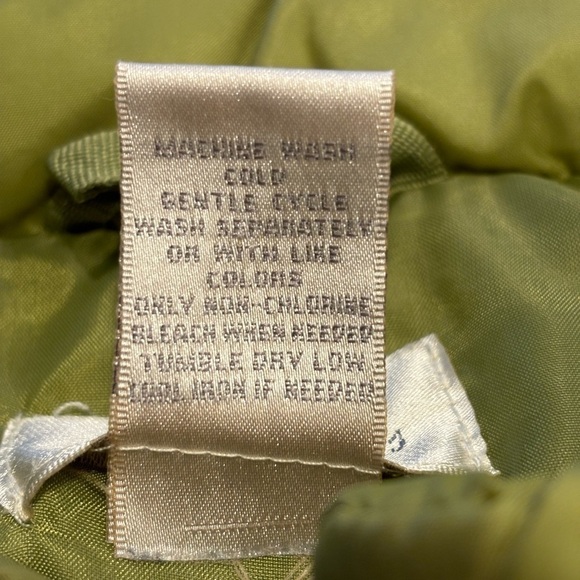 MACHINE WASH
COLD
GENTLE CYCLE
WASH SEPARATELY
OR WITH LIKE
COLORS
ONLY NON-CHLORINE
BLEACH WHEN NEEDED
TUMBLE DRY LOW
COOL IRON IF NEEDED